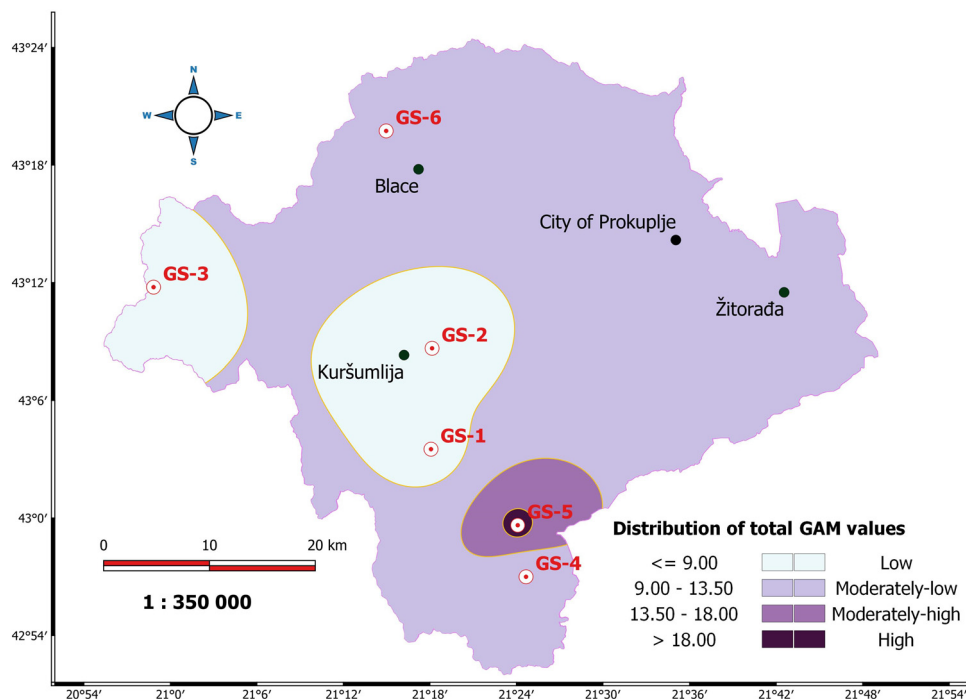 43°24′
43°18′
43°12′
43°6′
43°0′
42°54′
N
W E
S
GS-6
Blace
City of Prokuplje
GS-3
Žitorađa
GS-2
Kuršumlija
GS-1
GS-5
GS-4
0 10 20 km
1 : 350 000
Distribution of total GAM values
<= 9.00 Low
9.00 - 13.50 Moderately-low
13.50 - 18.00 Moderately-high
> 18.00 High
20°54′ 21°0′ 21°6′ 21°12′ 21°18′ 21°24′ 21°30′ 21°36′ 21°42′ 21°48′ 21°54′